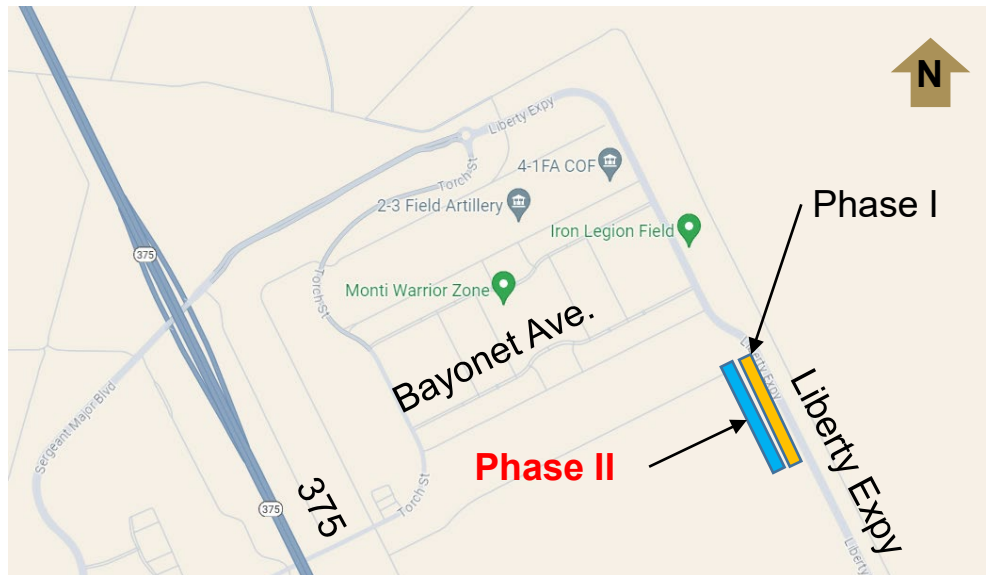 N
Liberty Expy
4-1FA COF
Torch St
2-3 Field Artillery
Phase I
Iron Legion Field
375
Torch St
Monti Warrior Zone
Bayonet Ave.
Liberty Expy
Liberty Expy
Sergeant Major Blvd
Phase II
375
375
Torch St
Liberty